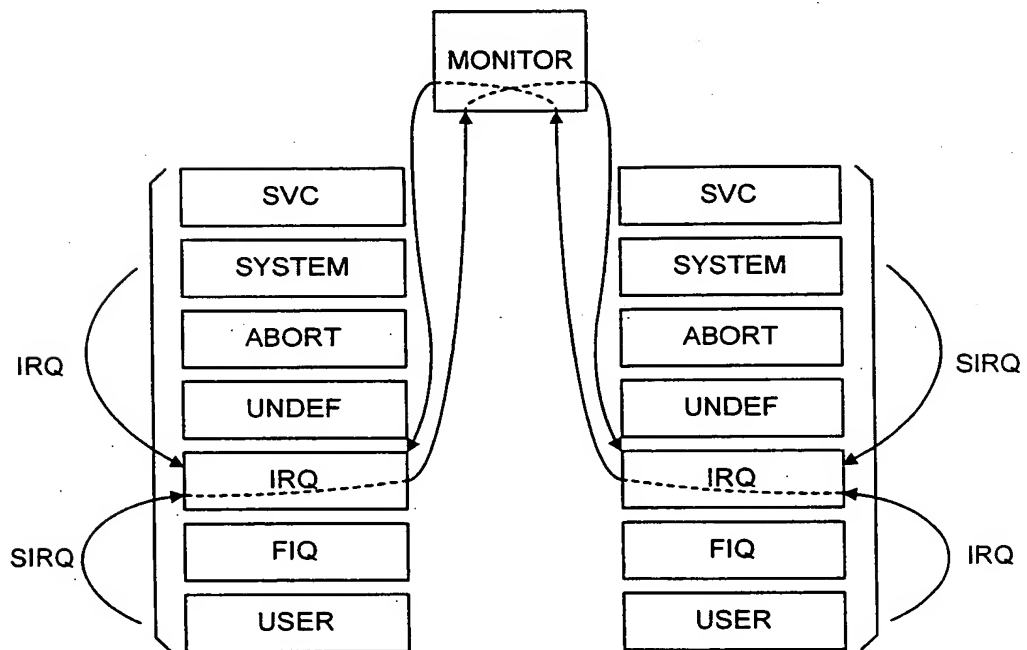 MONITOR
SVC
SYSTEM
ABORT
UNDEF
IRQ
FIQ
USER
IRQ
SIRQ
SVC
SYSTEM
ABORT
UNDEF
IRQ
FIQ
USER
SIRQ
IRQ